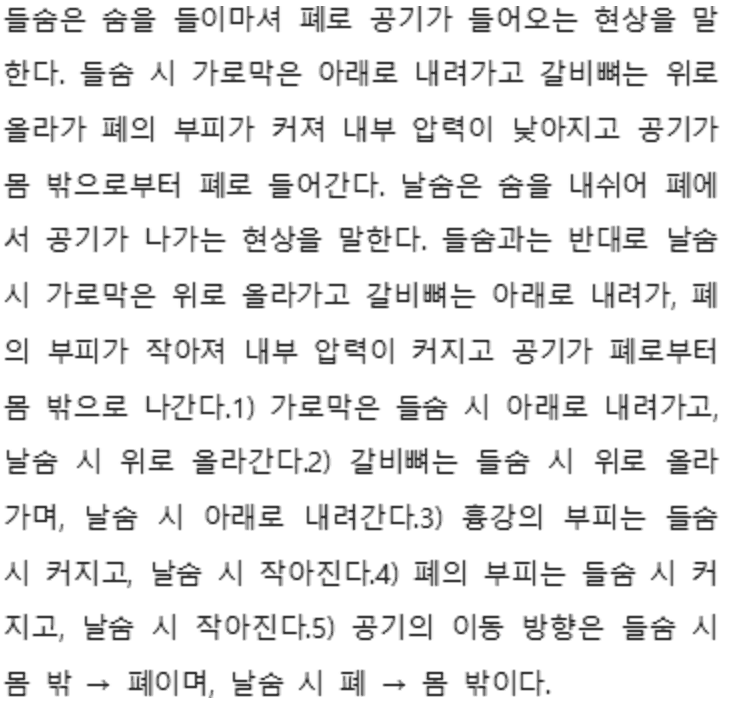 들숨은 숨을 들이마셔 폐로 공기가 들어오는 현상을 말
한다. 들숨 시 가로막은 아래로 내려가고 갈비뼈는 위로
올라가 폐의 부피가 커져 내부 압력이 낮아지고 공기가
몸 밖으로부터 폐로 들어간다. 날숨은 숨을 내쉬어 폐에
서 공기가 나가는 현상을 말한다. 들숨과는 반대로 날숨
시 가로막은 위로 올라가고 갈비뼈는 아래로 내려가, 폐
의 부피가 작아져 내부 압력이 커지고 공기가 폐로부터
몸 밖으로 나간다.1) 가로막은 들숨 시 아래로 내려가고,
날숨 시 위로 올라간다.2) 갈비뼈는 들숨 시 위로 올라
가며, 날숨 시 아래로 내려간다.3) 흉강의 부피는 들숨
시 커지고, 날숨 시 작아진다.4) 폐의 부피는 들숨 시 커
지고, 날숨 시 작아진다.5) 공기의 이동 방향은 들숨 시
몸 밖 → 폐이며, 날숨 시 폐 → 몸 밖이다.